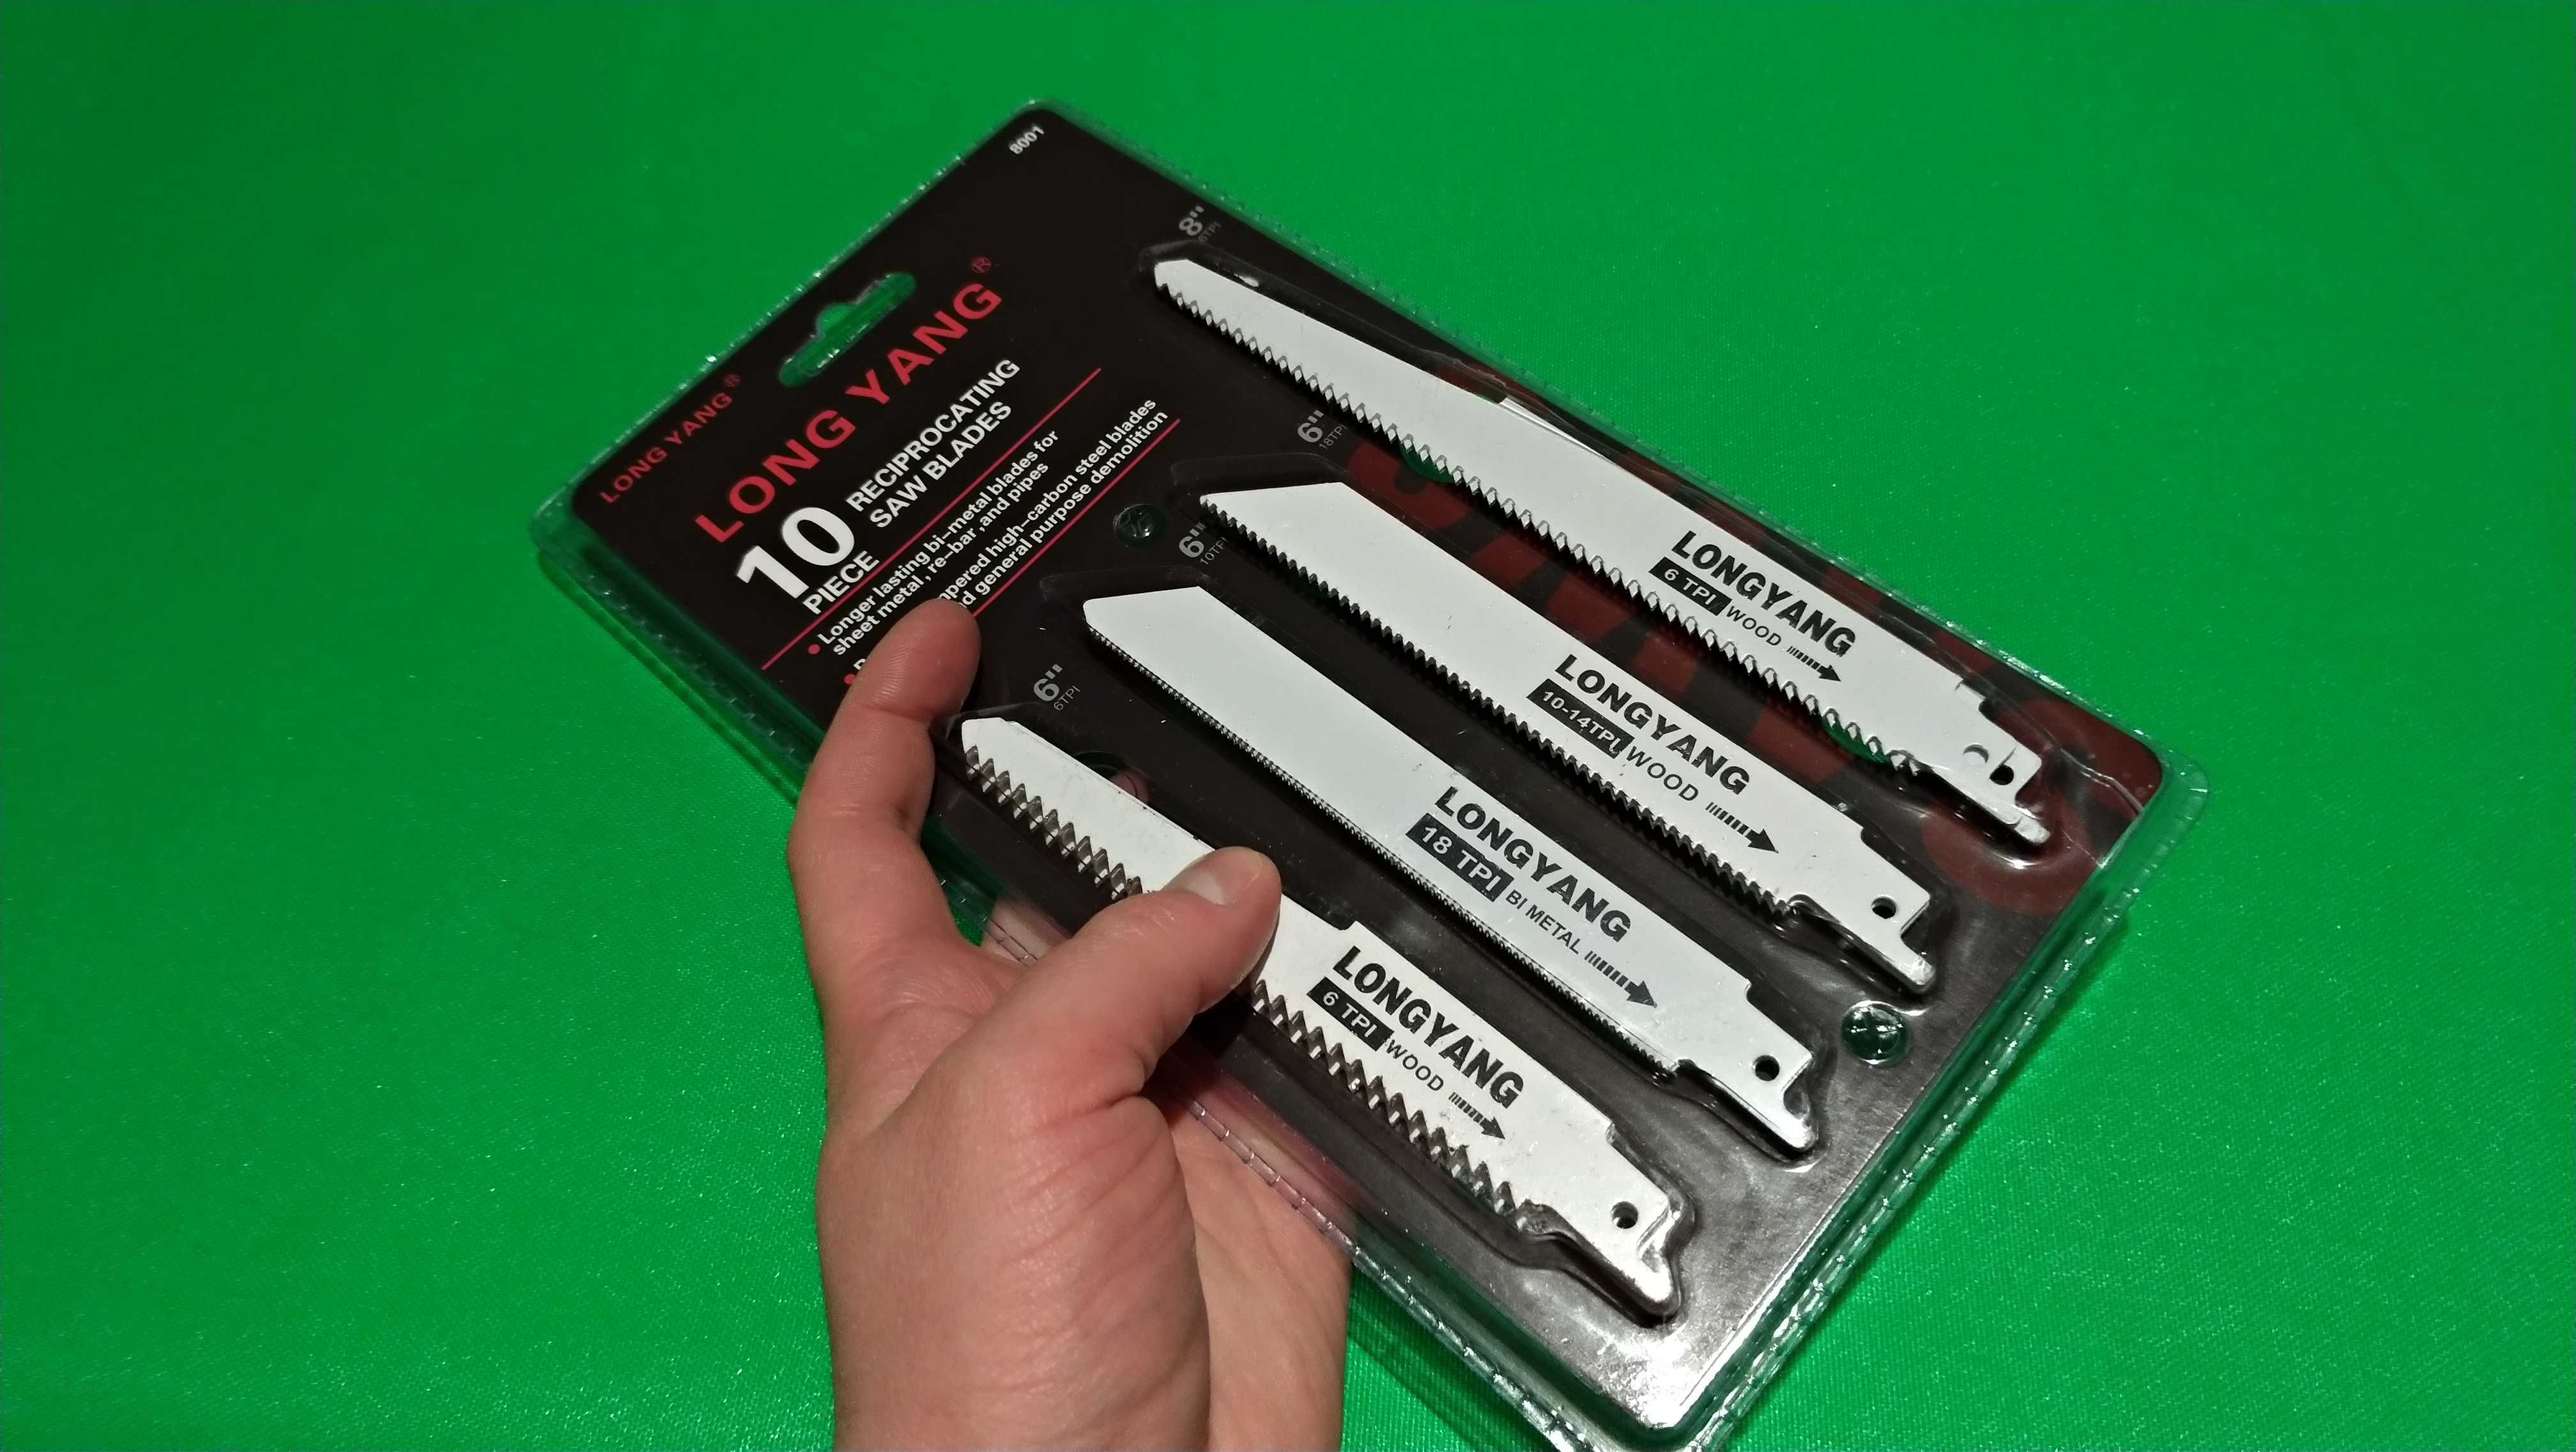 8001
LONG YANG®
LONG YANG®
10 RECIPROCATING
PIECE SAW BLADES
• Longer lasting bi-metal blades for
sheet metal, re-bar, and pipes
high-carbon steel blades
general purpose demolition
8"
6TPI
LONGYANG
6 TPI WOOD
6"
18TPI
LONGYANG
10-14TPI WOOD
6"
10TPI
LONGYANG
18 TPI BI METAL
6"
6TPI
LONGYANG
6 TPI WOOD